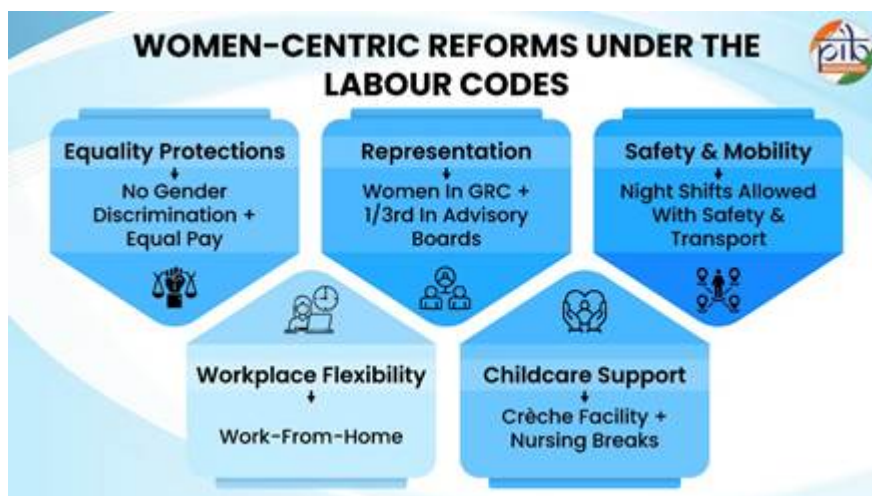 WOMEN-CENTRIC REFORMS UNDER THE
LABOUR CODES
pib
Equality Protections
No Gender
Discrimination +
Equal Pay
Representation
Women In GRC +
1/3rd In Advisory
Boards
Safety & Mobility
Night Shifts Allowed
With Safety &
Transport
Workplace Flexibility
Work-From-Home
Childcare Support
Crèche Facility +
Nursing Breaks